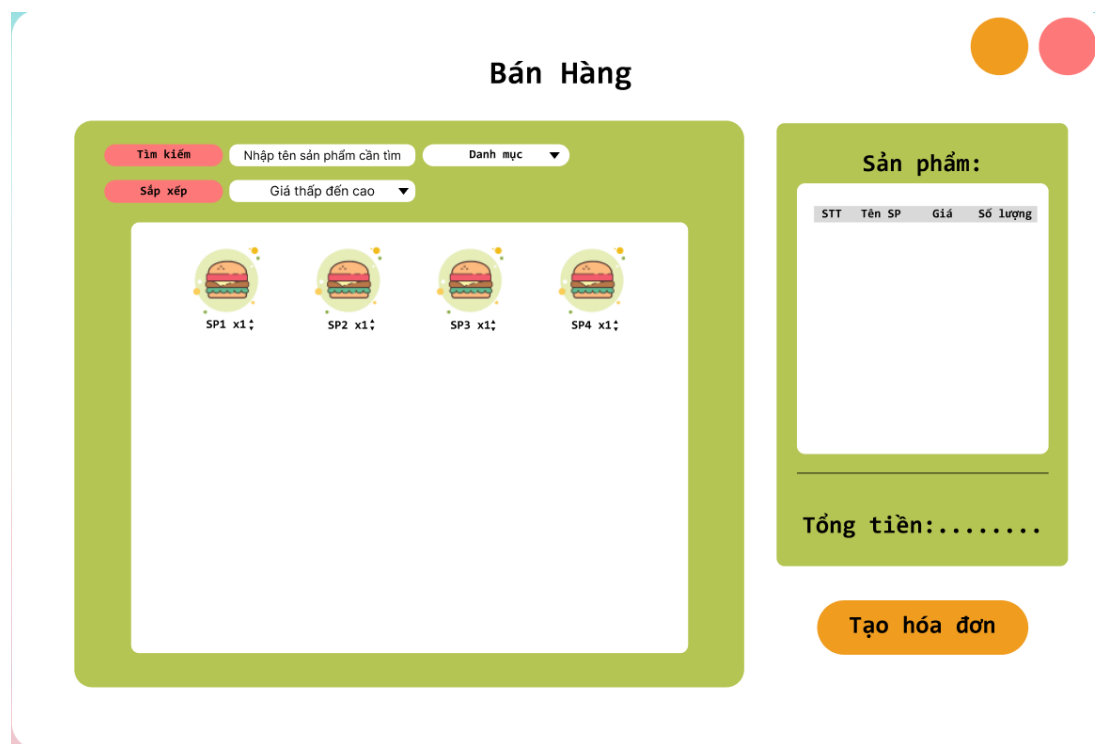 Bán Hàng
Tìm kiếm Nhập tên sản phẩm cần tìm Danh mục
Sắp xếp Giá thấp đến cao
SP1 x1 SP2 x1 SP3 x1 SP4 x1
Sản phẩm:
STT Tên SP Giá Số lượng
Tổng tiền:........
Tạo hóa đơn